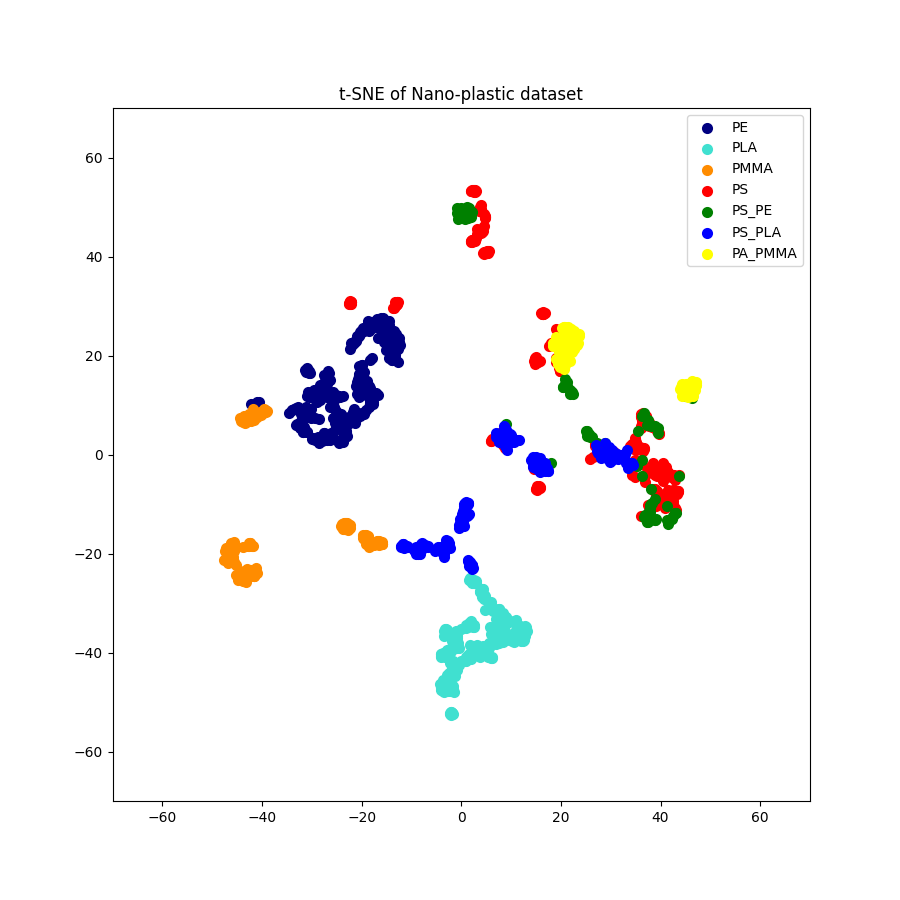 t-SNE of Nano-plastic dataset
PE
PLA
PMMA
PS
PS_PE
PS_PLA
PA_PMMA
60
40
20
0
−20
−40
−60
−60 −40 −20 0 20 40 60